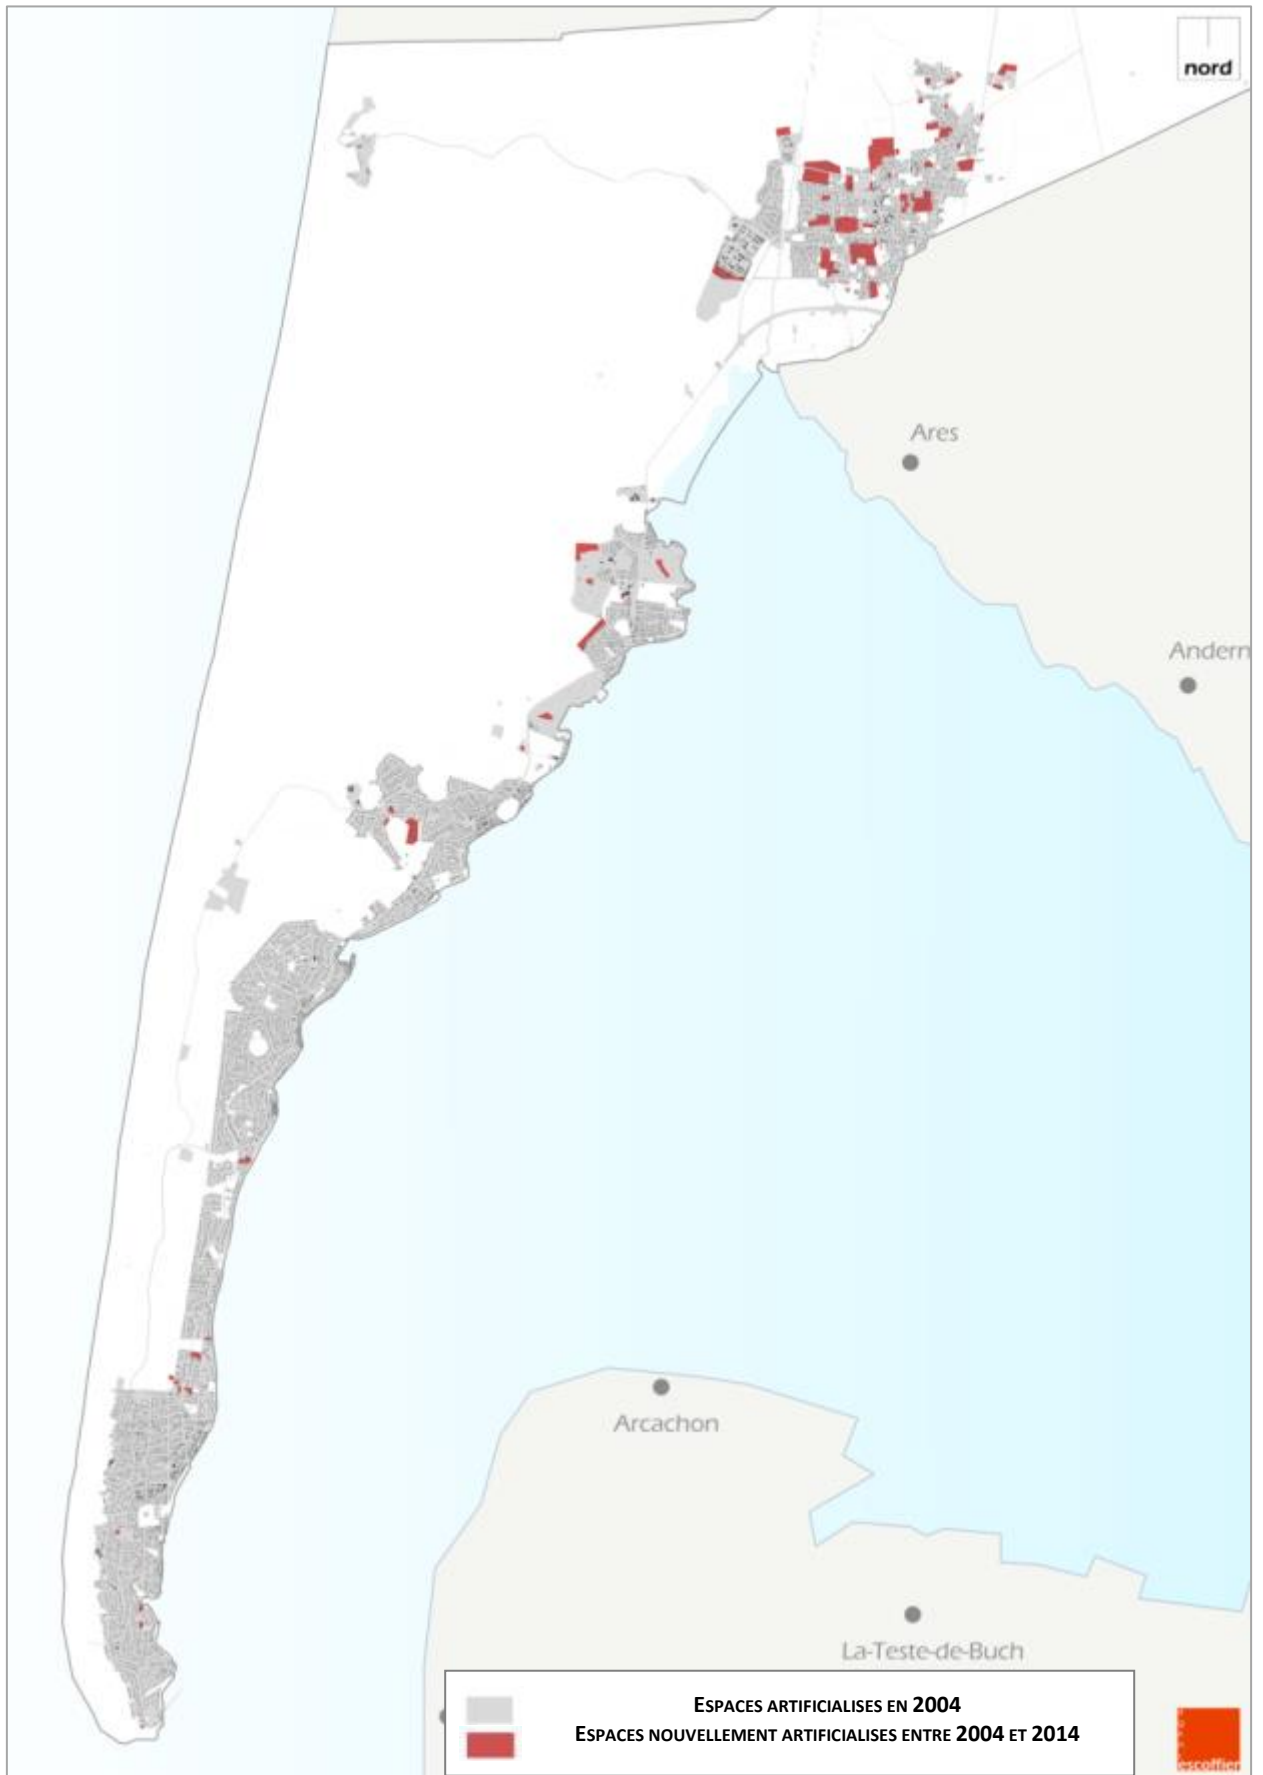 nord
Ares
Andern
Arcachon
La-Teste-de-Buch
ESPACES ARTIFICIALISES EN 2004
ESPACES NOUVELLEMENT ARTIFICIALISES ENTRE 2004 ET 2014
escoffier